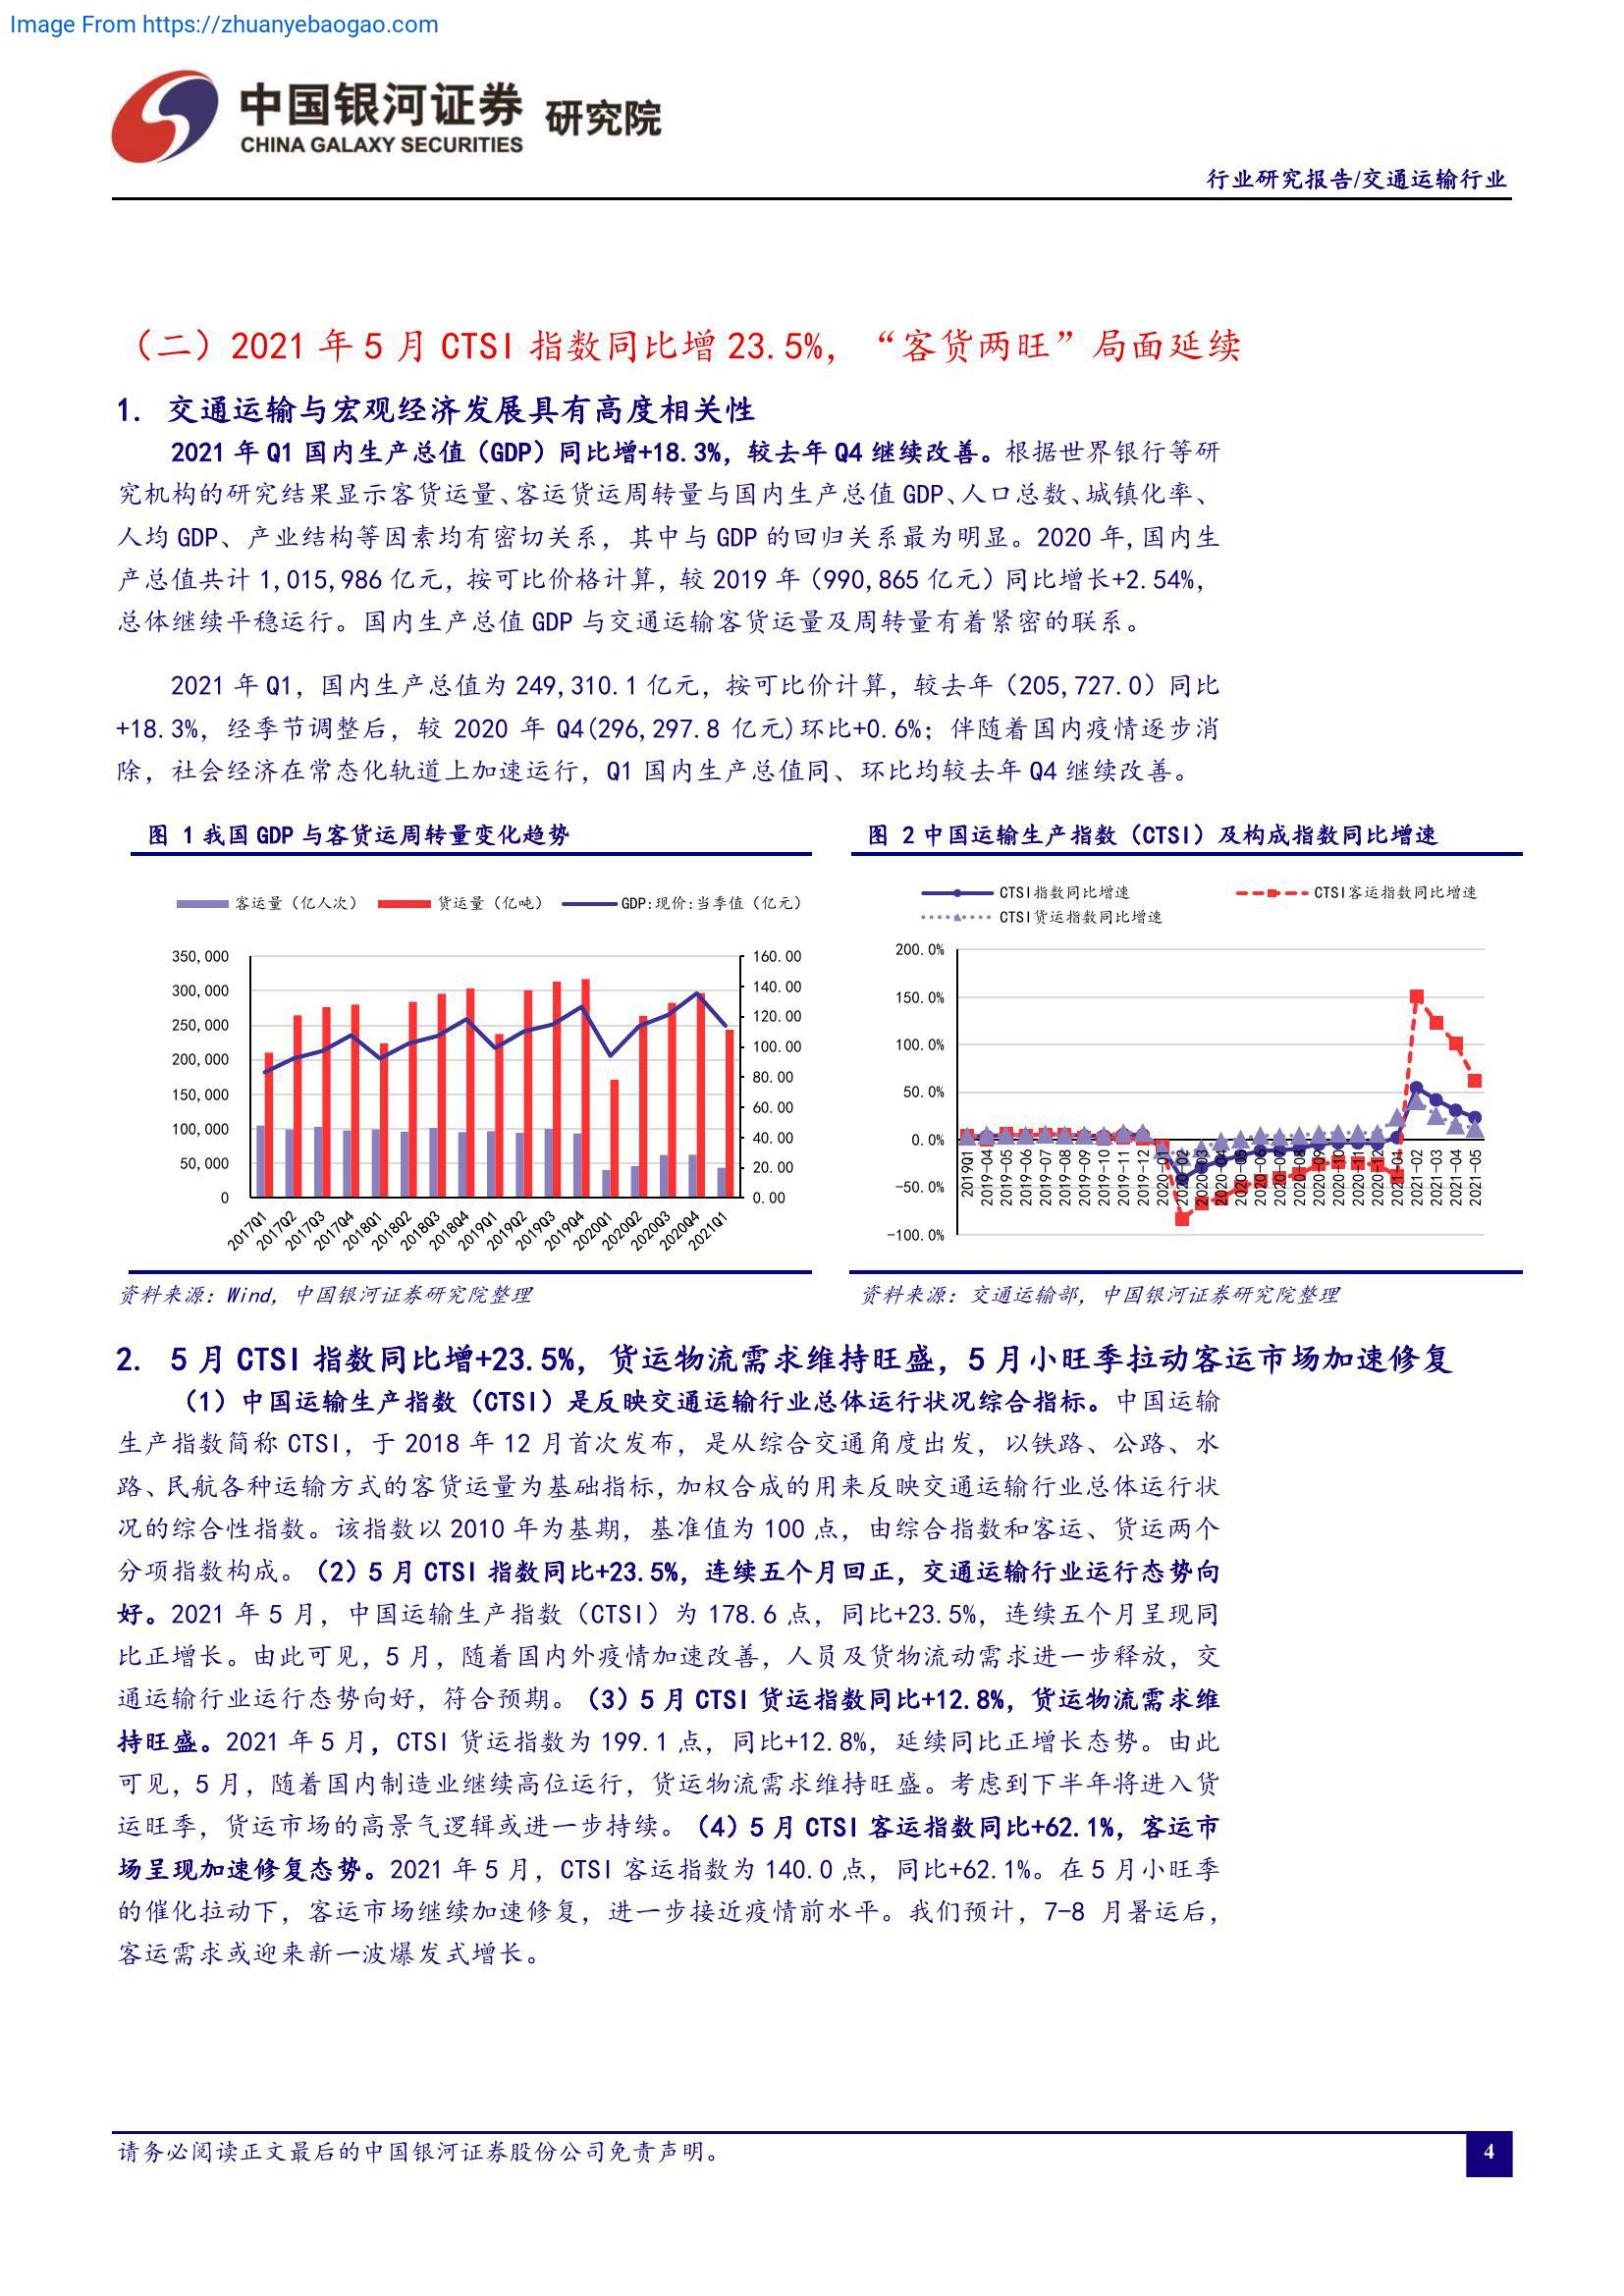 Image From https://zhuanyebaogao.com
中国银河证券 研究院
CHINA GALAXY SECURITIES
行业研究报告/交通运输行业
（二）2021 年 5 月 CTSI 指数同比增 23.5%，“客货两旺”局面延续
1. 交通运输与宏观经济发展具有高度相关性
2021 年 Q1 国内生产总值（GDP）同比增+18.3%，较去年 Q4 继续改善。根据世界银行等研
究机构的研究结果显示客货运量、客运货运周转量与国内生产总值 GDP、人口总数、城镇化率、
人均 GDP、产业结构等因素均有密切关系，其中与 GDP 的回归关系最为明显。2020 年，国内生
产总值共计 1,015,986 亿元，按可比价格计算，较 2019 年（990,865 亿元）同比增长+2.54%，
总体继续平稳运行。国内生产总值 GDP 与交通运输客货运量及周转量有着紧密的联系。
2021 年 Q1，国内生产总值为 249,310.1 亿元，按可比价计算，较去年（205,727.0）同比
+18.3%，经季节调整后，较 2020 年 Q4(296,297.8 亿元)环比+0.6%；伴随着国内疫情逐步消
除，社会经济在常态化轨道上加速运行，Q1 国内生产总值同、环比均较去年 Q4 继续改善。
图 1 我国 GDP 与客货运周转量变化趋势
客运量（亿人次） 货运量（亿吨） GDP:现价:当季值（亿元）
350,000 160.00
300,000 140.00
250,000 120.00
200,000 100.00
150,000 80.00
100,000 60.00
50,000 40.00
0 20.00
0.00
2017Q1 2017Q2 2017Q3 2017Q4 2018Q1 2018Q2 2018Q3 2018Q4 2019Q1 2019Q2 2019Q3 2019Q4 2020Q1 2020Q2 2020Q3 2020Q4 2021Q1
资料来源：Wind, 中国银河证券研究院整理
图 2 中国运输生产指数（CTSI）及构成指数同比增速
CTSI指数同比增速 CTSI客运指数同比增速
CTSI货运指数同比增速
200.0%
150.0%
100.0%
50.0%
0.0%
-50.0%
-100.0%
2019Q1 2019-04 2019-05 2019-06 2019-07 2019-08 2019-09 2019-10 2019-11 2019-12 2020-01 2020-02 2020-03 2020-04 2020-05 2020-06 2020-07 2020-08 2020-09 2020-10 2020-11 2020-12 2021-01 2021-02 2021-03 2021-04 2021-05
资料来源：交通运输部, 中国银河证券研究院整理
2. 5 月 CTSI 指数同比增+23.5%，货运物流需求维持旺盛，5 月小旺季拉动客运市场加速修复
（1）中国运输生产指数（CTSI）是反映交通运输行业总体运行状况综合指标。中国运输
生产指数简称 CTSI，于 2018 年 12 月首次发布，是从综合交通角度出发，以铁路、公路、水
路、民航各种运输方式的客货运量为基础指标，加权合成的用来反映交通运输行业总体运行状
况的综合性指数。该指数以 2010 年为基期，基准值为 100 点，由综合指数和客运、货运两个
分项指数构成。（2）5 月 CTSI 指数同比+23.5%，连续五个月回正，交通运输行业运行态势向
好。2021 年 5 月，中国运输生产指数（CTSI）为 178.6 点，同比+23.5%，连续五个月呈现同
比正增长。由此可见，5 月，随着国内外疫情加速改善，人员及货物流动需求进一步释放，交
通运输行业运行态势向好，符合预期。（3）5 月 CTSI 货运指数同比+12.8%，货运物流需求维
持旺盛。2021 年 5 月，CTSI 货运指数为 199.1 点，同比+12.8%，延续同比正增长态势。由此
可见，5 月，随着国内制造业继续高位运行，货运物流需求维持旺盛。考虑到下半年将进入货
运旺季，货运市场的高景气逻辑或进一步持续。（4）5 月 CTSI 客运指数同比+62.1%，客运市
场呈现加速修复态势。2021 年 5 月，CTSI 客运指数为 140.0 点，同比+62.1%。在 5 月小旺季
的催化拉动下，客运市场继续加速修复，进一步接近疫情前水平。我们预计，7-8 月暑运后，
客运需求或迎来新一波爆发式增长。
请务必阅读正文最后的中国银河证券股份公司免责声明。
4